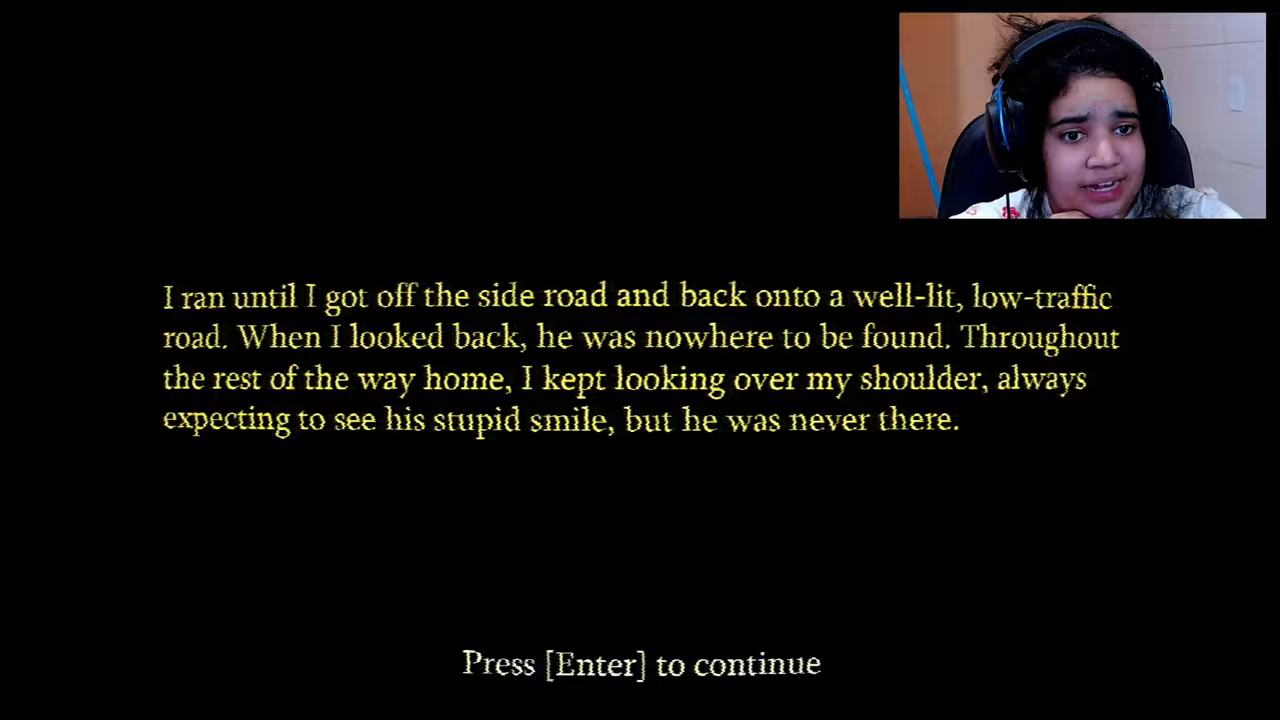 I ran until I got off the side road and back onto a well-lit, low-traffic
road. When I looked back, he was nowhere to be found. Throughout
the rest of the way home, I kept looking over my shoulder, always
expecting to see his stupid smile, but he was never there.
Press [Enter] to continue